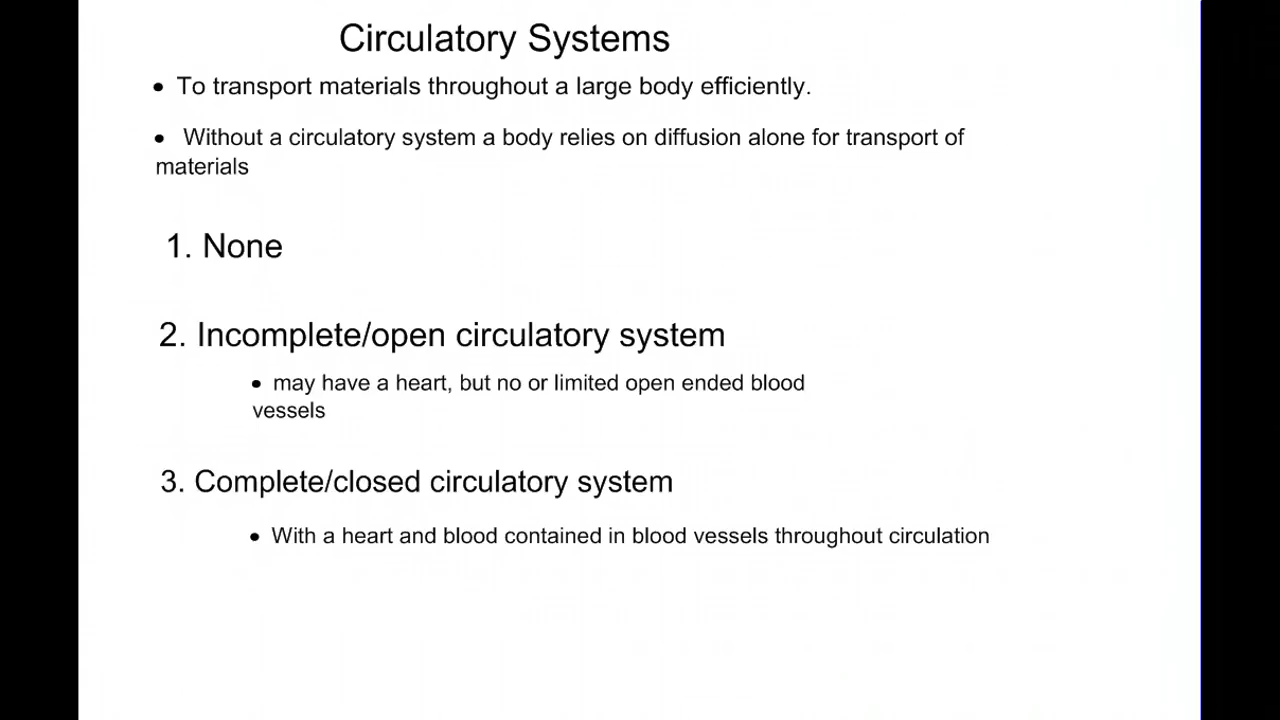 Circulatory Systems
• To transport materials throughout a large body efficiently.
• Without a circulatory system a body relies on diffusion alone for transport of
materials
1. None
2. Incomplete/open circulatory system
• may have a heart, but no or limited open ended blood
vessels
3. Complete/closed circulatory system
• With a heart and blood contained in blood vessels throughout circulation